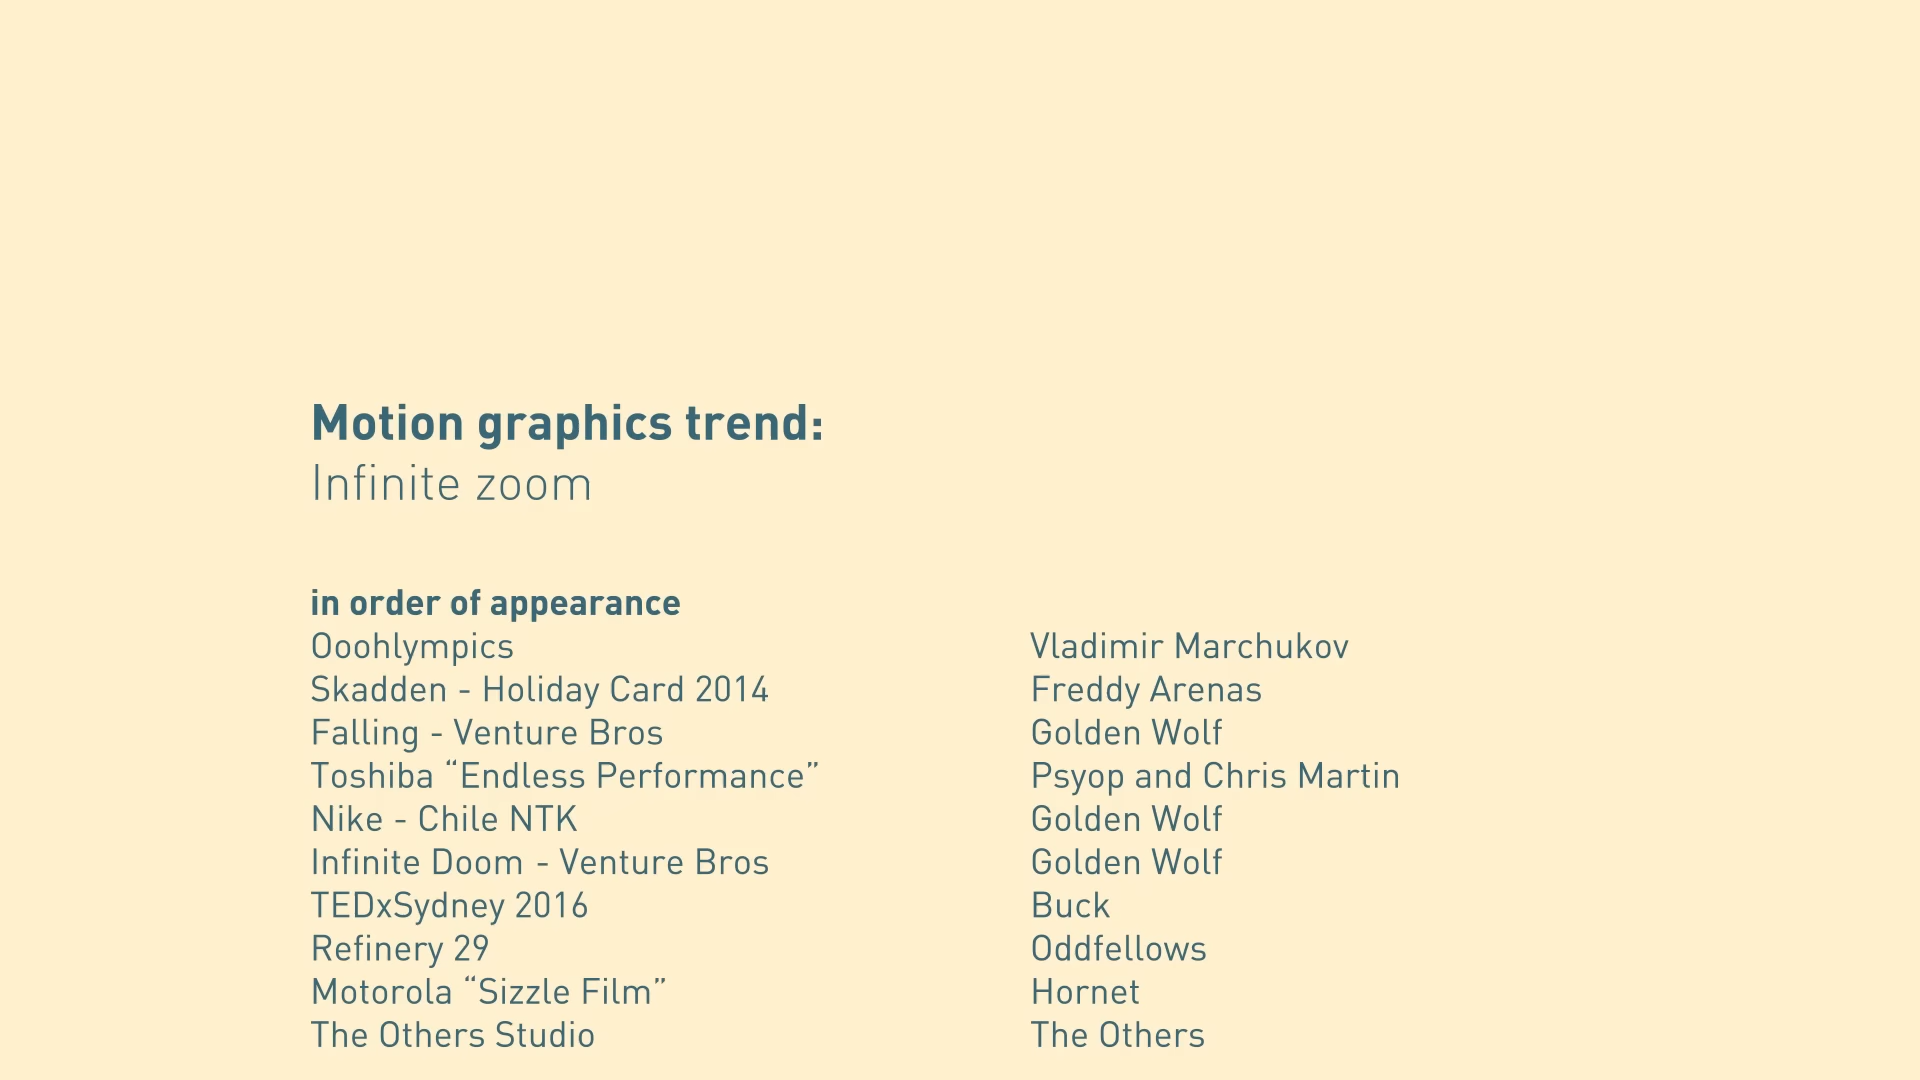 Motion graphics trend:
Infinite zoom
in order of appearance
Ooohlympics Vladimir Marchukov
Skadden - Holiday Card 2014 Freddy Arenas
Falling - Venture Bros Golden Wolf
Toshiba “Endless Performance” Psyop and Chris Martin
Nike - Chile NTK Golden Wolf
Infinite Doom - Venture Bros Golden Wolf
TEDxSydney 2016 Buck
Refinery 29 Oddfellows
Motorola “Sizzle Film” Hornet
The Others Studio The Others